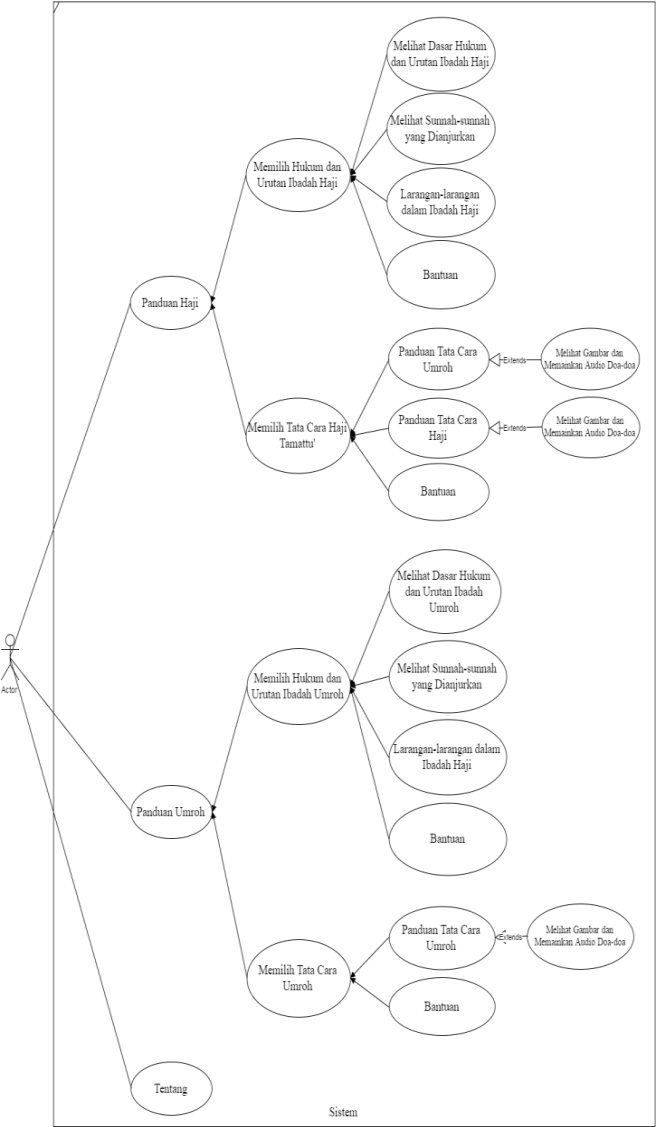 Melihat Dasar Hukum
dan Urutan Ibadah Haji
Melihat Sunnah-sunnah
yang Dianjurkan
Memilih Hukum dan
Urutan Ibadah Haji
Larangan-larangan
dalam Ibadah Haji
Bantuan
Panduan Haji
Panduan Tata Cara
Umroh
Extends
Melihat Gambar dan
Memainkan Audio Doa-doa
Memilih Tata Cara Haji
Tamattu'
Panduan Tata Cara
Haji
Extends
Melihat Gambar dan
Memainkan Audio Doa-doa
Bantuan
Melihat Dasar Hukum
dan Urutan Ibadah
Umroh
Actor
Memilih Hukum dan
Urutan Ibadah Umroh
Melihat Sunnah-sunnah
yang Dianjurkan
Larangan-larangan dalam
Ibadah Haji
Panduan Umroh
Bantuan
Panduan Tata Cara
Umroh
Extends
Melihat Gambar dan
Memainkan Audio Doa-doa
Memilih Tata Cara
Umroh
Bantuan
Tentang
Sistem